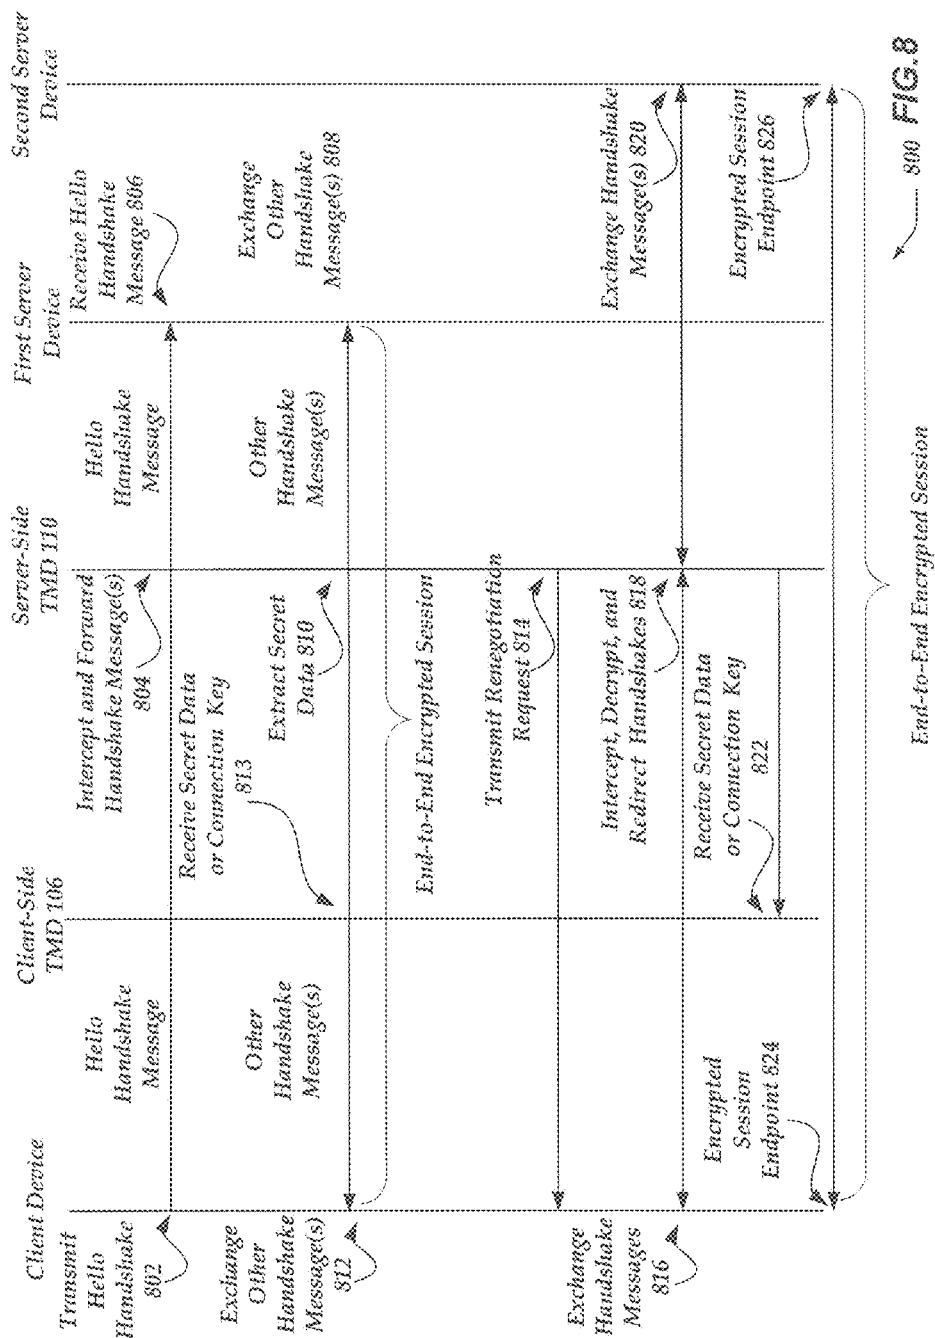 Client Device
Client-Side
TMD 106
Server-Side
TMD 110
First Server
Device
Second Server
Device
Transmit
Hello
Handshake
802
Hello
Handshake
Message
Intercept and Forward
Handshake Message(s)
804
Hello
Handshake
Message
Receive Hello
Handshake
Message 806
Receive Secret Data
or Connection Key
813
Exchange
Other
Handshake
Message(s)
812
Other
Handshake
Message(s)
Extract Secret
Data 810
Other
Handshake
Message(s)
Exchange
Other
Handshake
Message(s) 808
End-to-End Encrypted Session
Transmit Renegotiation
Request 814
Exchange
Handshake
Messages
816
Intercept, Decrypt, and
Redirect Handshakes 818
Exchange Handshake
Message(s) 820
Receive Secret Data
or Connection Key
822
Encrypted
Session
Endpoint 824
Encrypted Session
Endpoint 826
End-to-End Encrypted Session
800
FIG.8